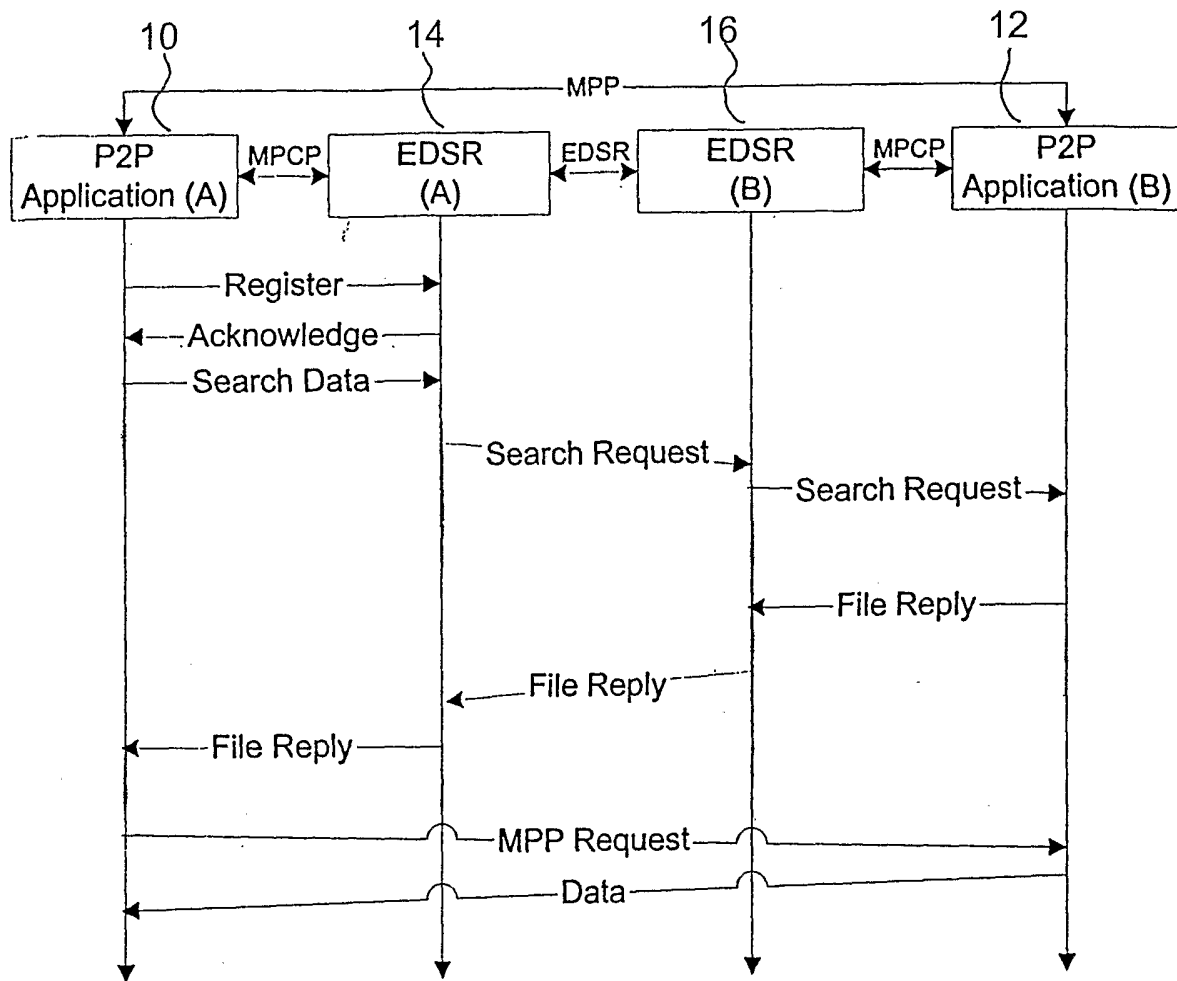 10
14
16
12
MPP
P2P
Application (A)
MPCP
EDSR
(A)
EDSR
EDSR
(B)
MPCP
P2P
Application (B)
Register
Acknowledge
Search Data
Search Request
Search Request
File Reply
File Reply
File Reply
MPP Request
Data